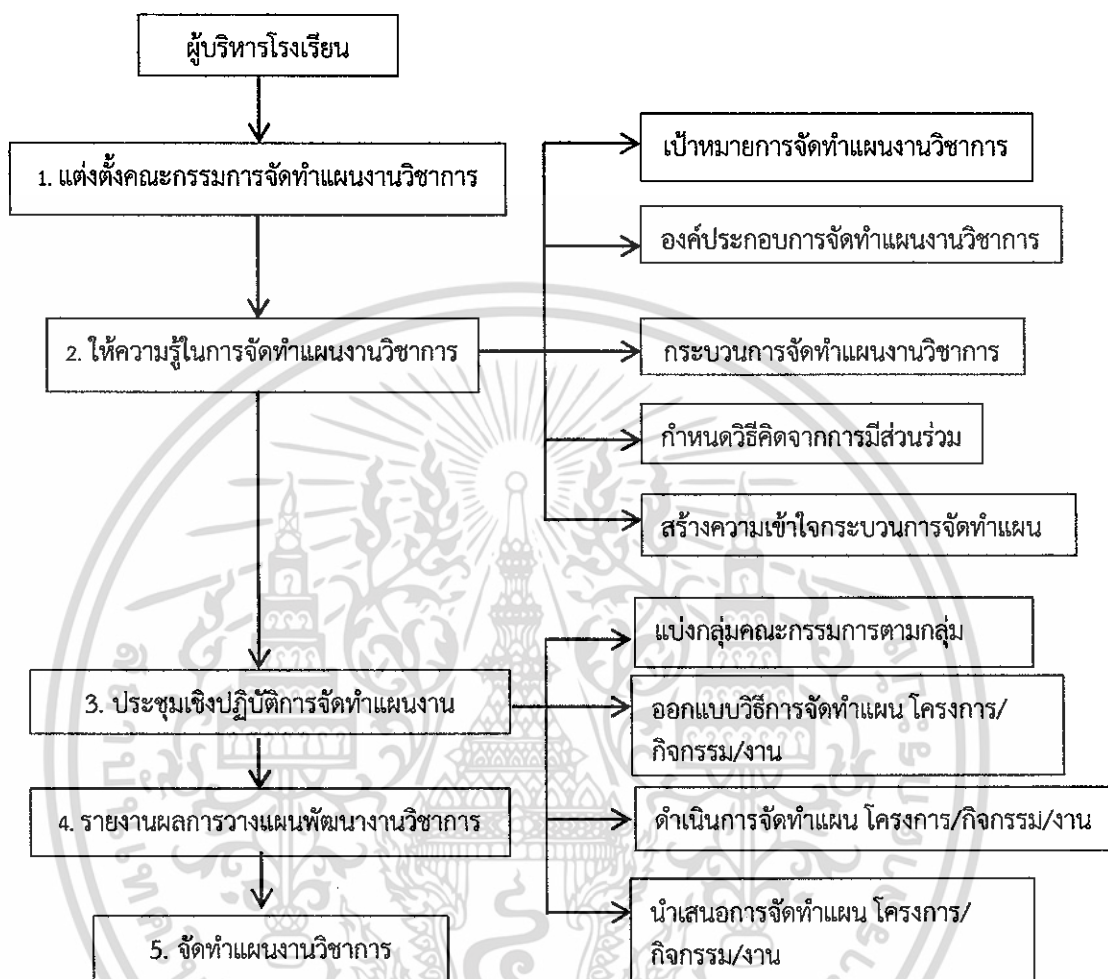 ผู้บริหารโรงเรียน
1. แต่งตั้งคณะกรรมการจัดทำแผนงานวิชาการ
2. ให้ความรู้ในการจัดทำแผนงานวิชาการ
เป้าหมายการจัดทำแผนงานวิชาการ
องค์ประกอบการจัดทำแผนงานวิชาการ
กระบวนการจัดทำแผนงานวิชาการ
กำหนดวิธีคิดจากการมีส่วนร่วม
สร้างความเข้าใจกระบวนการจัดทำแผน
3. ประชุมเชิงปฏิบัติการจัดทำแผนงาน
แบ่งกลุ่มคณะกรรมการตามกลุ่ม
ออกแบบวิธีการจัดทำแผน โครงการ/
กิจกรรม/งาน
ดำเนินการจัดทำแผน โครงการ/กิจกรรม/งาน
นำเสนอการจัดทำแผน โครงการ/
กิจกรรม/งาน
4. รายงานผลการวางแผนพัฒนางานวิชาการ
5. จัดทำแผนงานวิชาการ